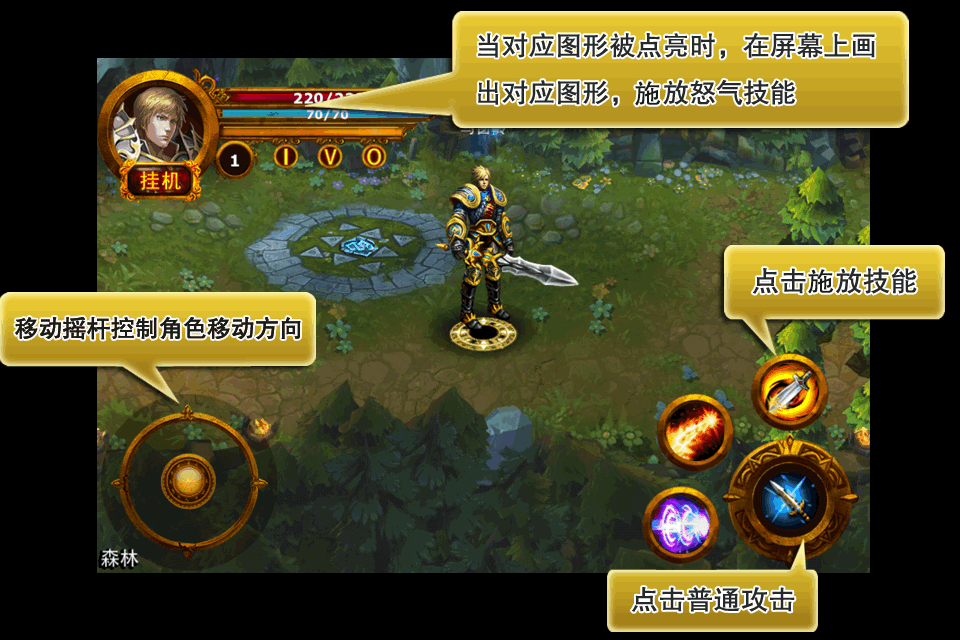 当对应图形被点亮时，在屏幕上画
出对应图形，施放怒气技能
70/70
1
I V O
挂机
点击施放技能
移动摇杆控制角色移动方向
森林
点击普通攻击